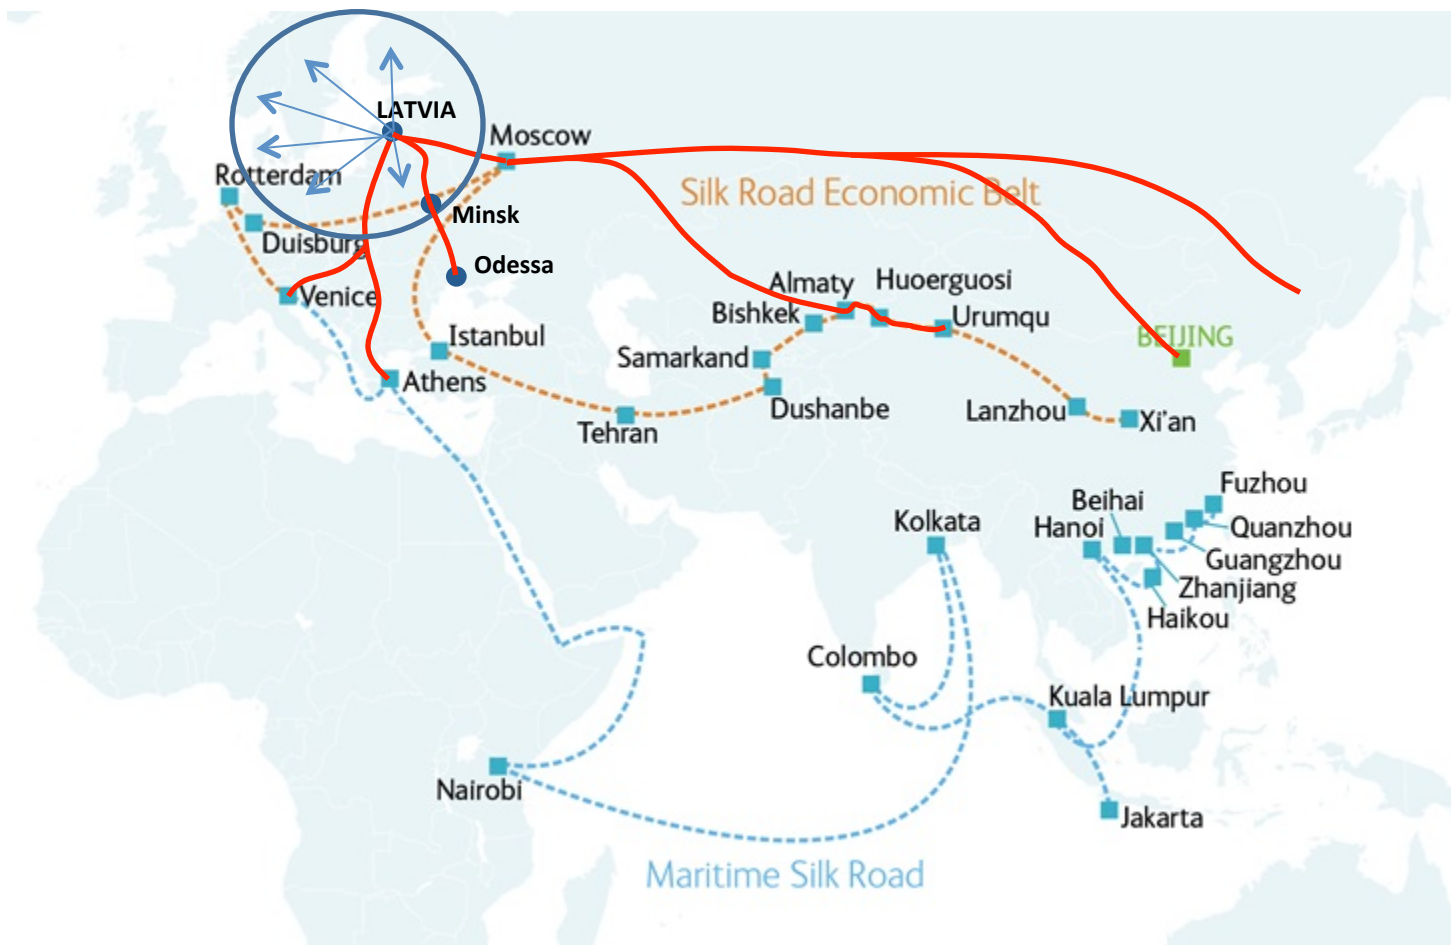 LATVIA
Moscow
Rotterdam
Silk Road Economic Belt
Minsk
Duisburg
Odessa
Almaty
Huoerguosi
Venice
Bishkek
Urumqu
Istanbul
BEIJING
Samarkand
Athens
Dushanbe
Lanzhou
Xi'an
Tehran
Fuzhou
Beihai
Kolkata
Hanoi
Quanzhou
Guangzhou
Zhanjiang
Haikou
Colombo
Kuala Lumpur
Nairobi
Jakarta
Maritime Silk Road